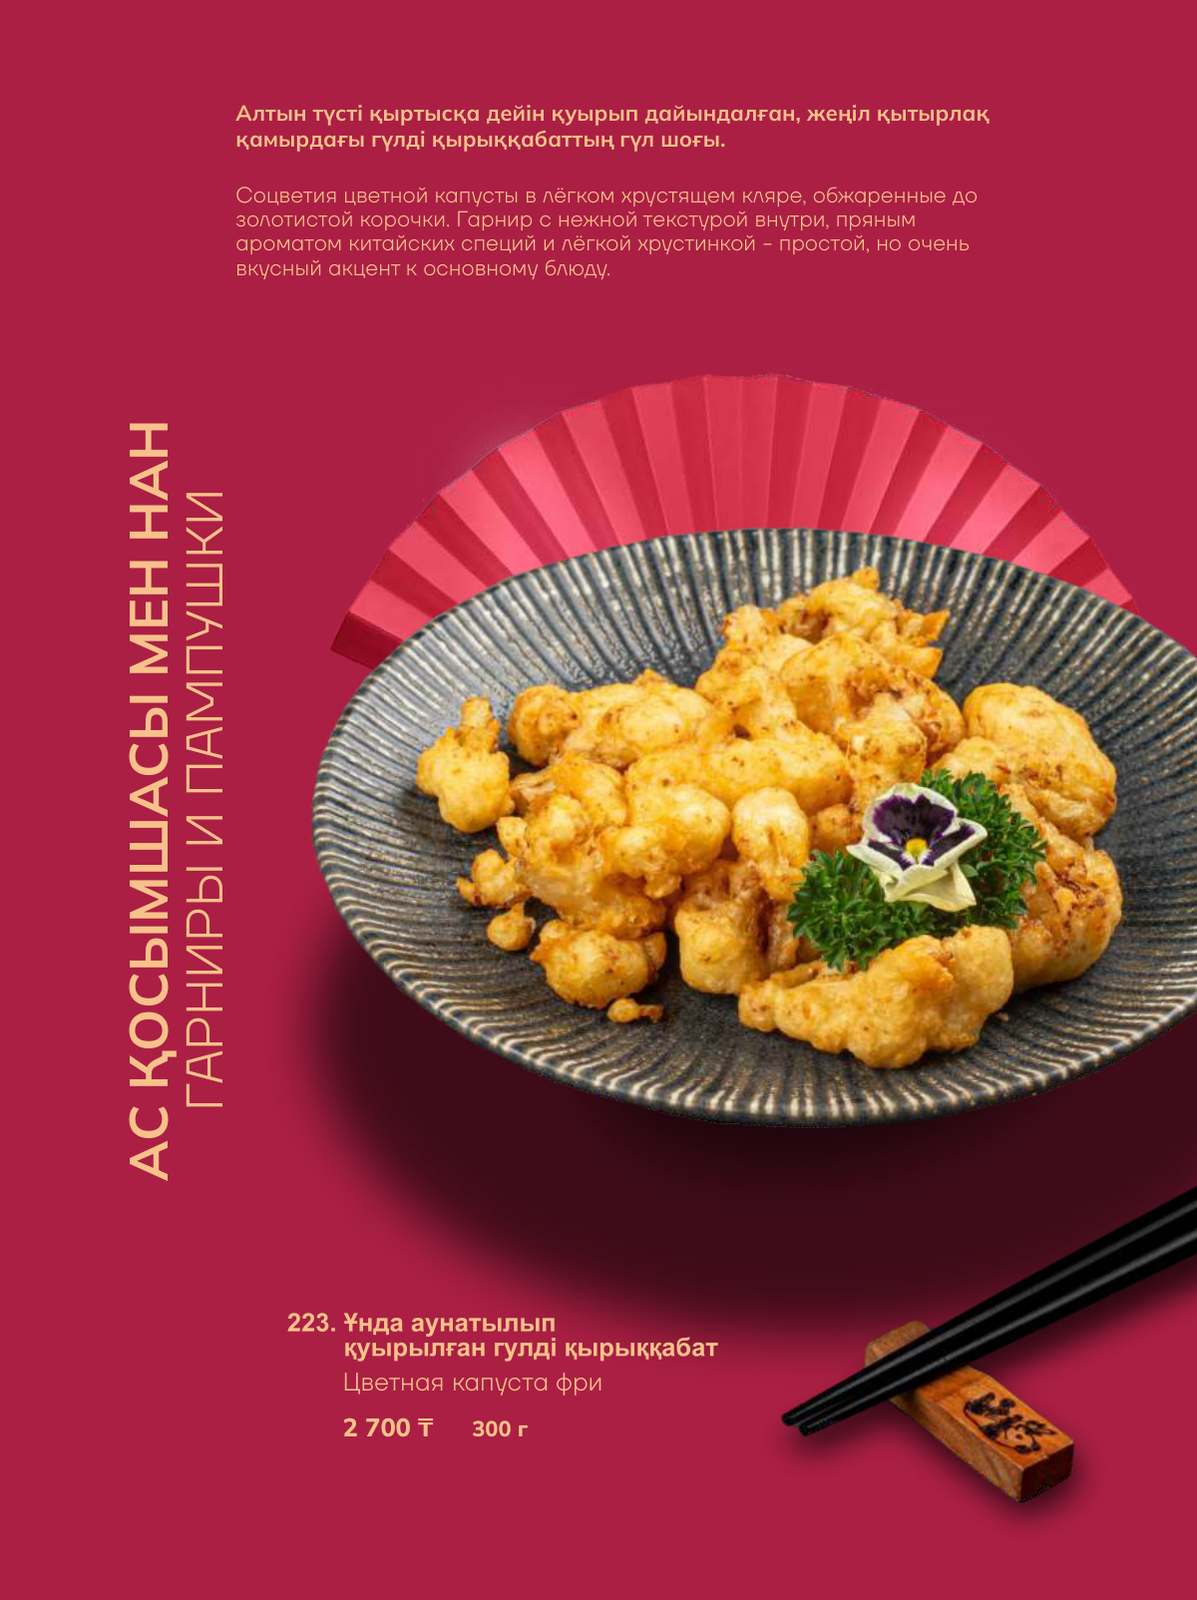 Алтын түсті қыртысқа дейін қуырып дайындалған, жеңіл қытырлақ
қамырдағы гүлді қырыққабаттың гүл шоғы.
Соцветия цветной капусты в лёгком хрустящем кляре, обжаренные до
золотистой корочки. Гарнир с нежной текстурой внутри, пряным
ароматом китайских специй и лёгкой хрустинкой - простой, но очень
вкусный акцент к основному блюду.
АС ҚОСЫМШАСЫ МЕН НАН
ГАРНИРЫ И ПАМПУШКИ
223. Ұнда аунатылып
қуырылған гулді қырыққабат
Цветная капуста фри
2 700 ₸ 300 г